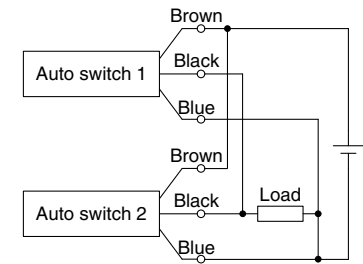 Brown
Auto switch 1
Black
Blue
Brown
Auto switch 2
Black
Load
Blue